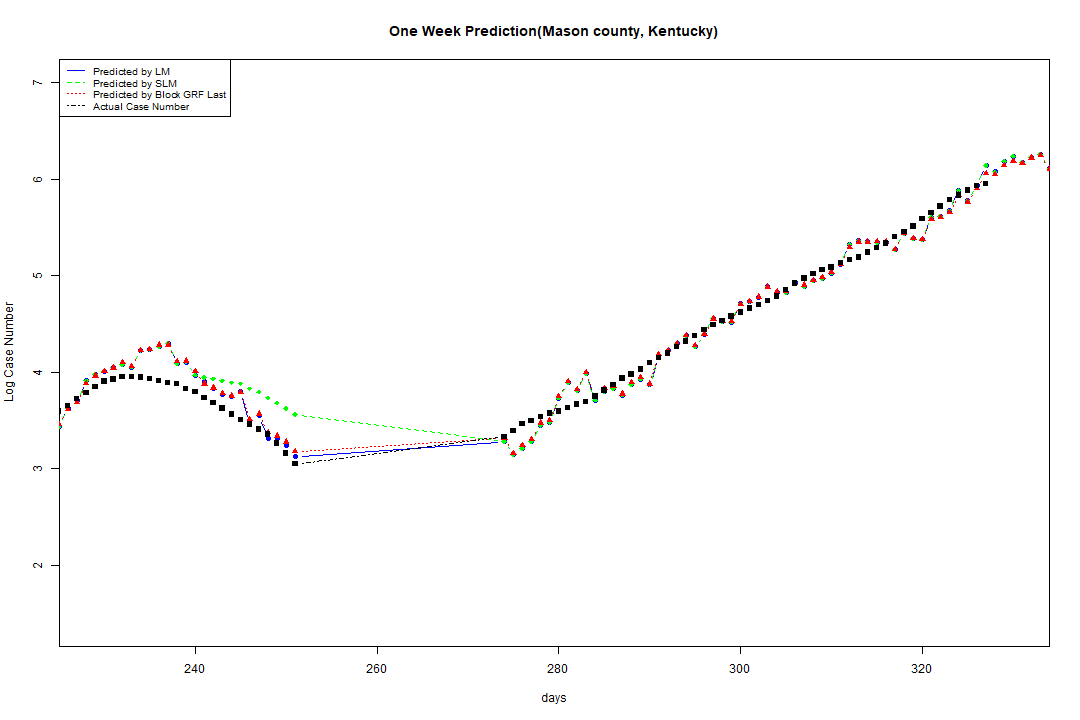 One Week Prediction(Mason county, Kentucky)
Predicted by LM
Predicted by SLM
Predicted by Block GRF Last
Actual Case Number
7
6
5
4
3
2
Log Case Number
240 260 280 300 320
days